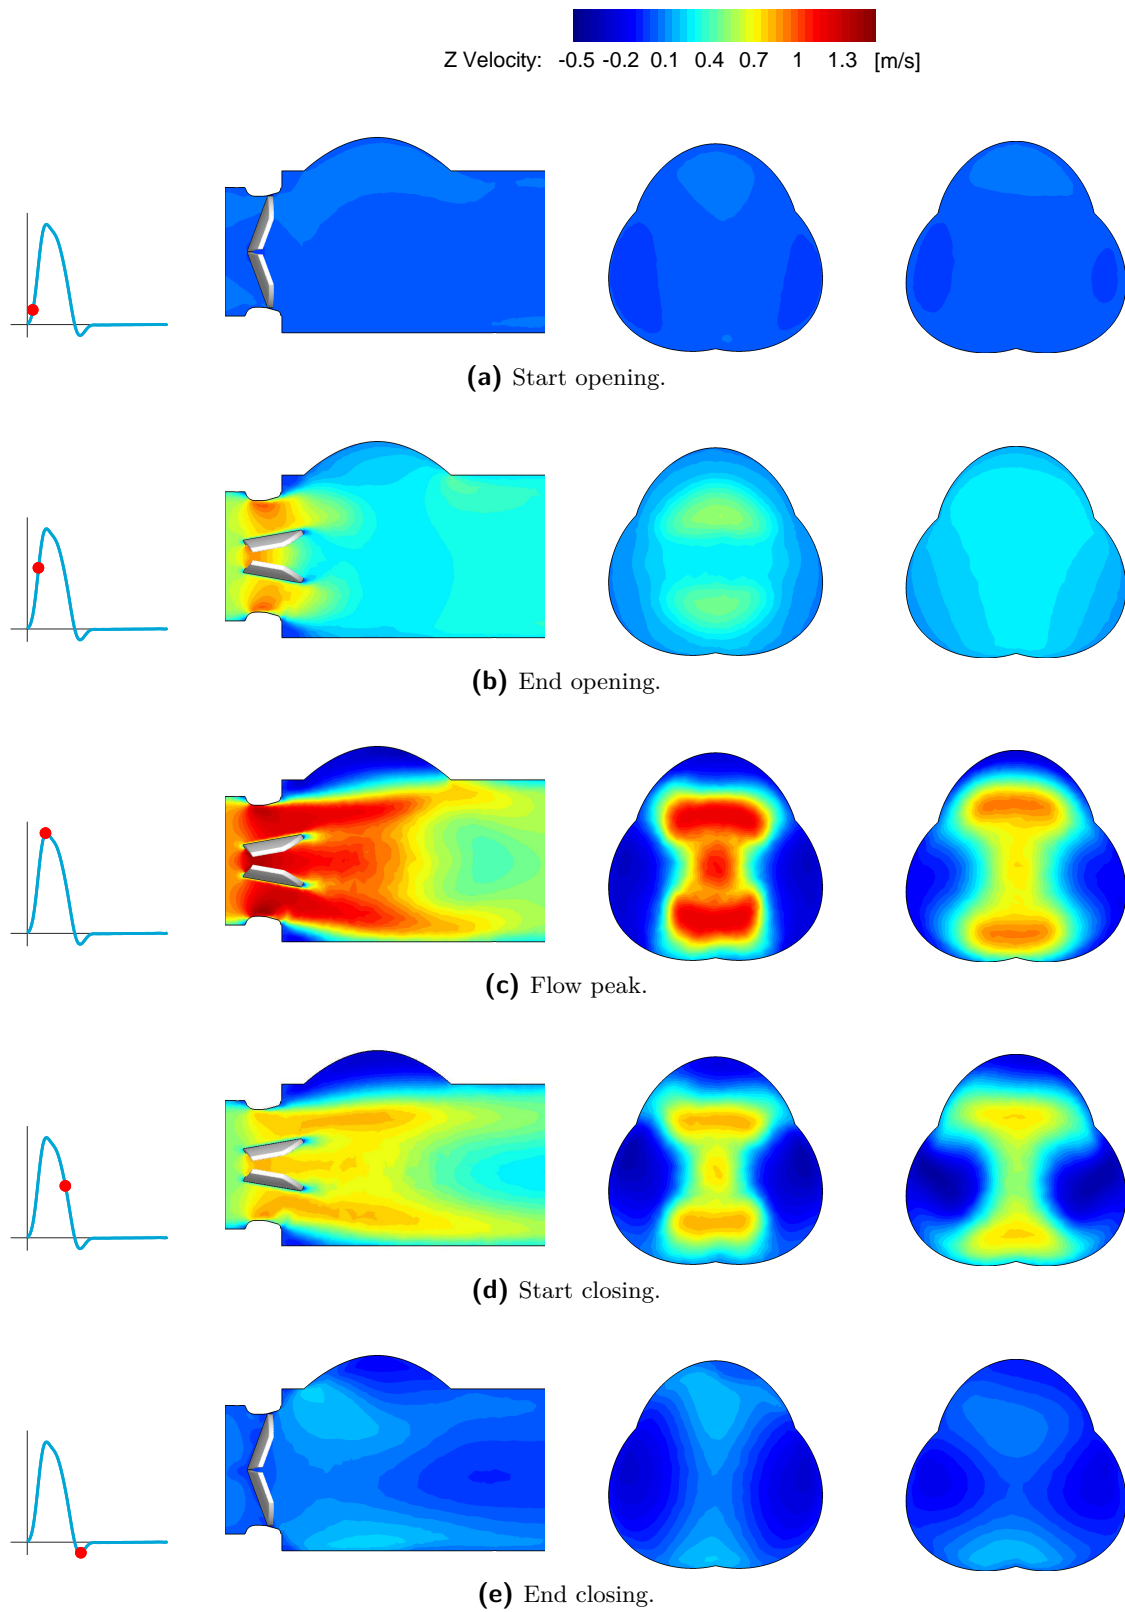 Z Velocity: -0.5 -0.2 0.1 0.4 0.7 1 1.3 [m/s]
(a) Start opening.
(b) End opening.
(c) Flow peak.
(d) Start closing.
(e) End closing.